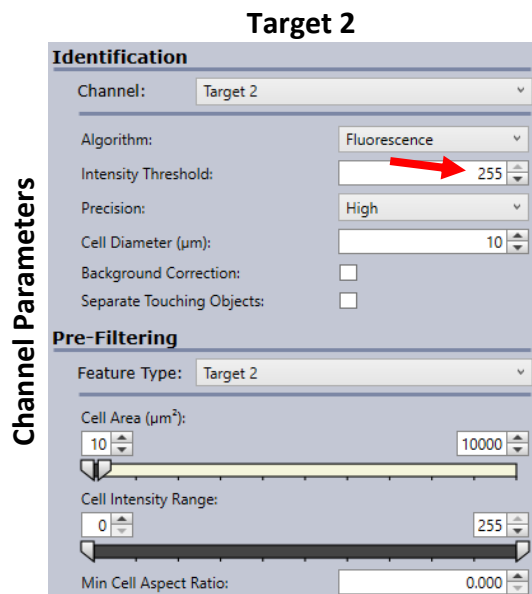 Target 2
Channel Parameters
Identification
Channel: Target 2
Algorithm: Fluorescence
Intensity Threshold: 255
Precision: High
Cell Diameter (µm): 10
Background Correction:
Separate Touching Objects:
Pre-Filtering
Feature Type: Target 2
Cell Area (µm²):
10 10000
Cell Intensity Range:
0 255
Min Cell Aspect Ratio: 0.000